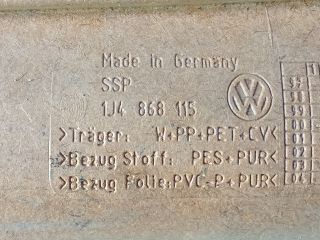 Made in Germany
SSP
1J4 868 115
>Träger: W+PP+PET+CV<
>Bezug Stoff: PES+PUR<
>Bezug Folie:PVC-P+PUR<